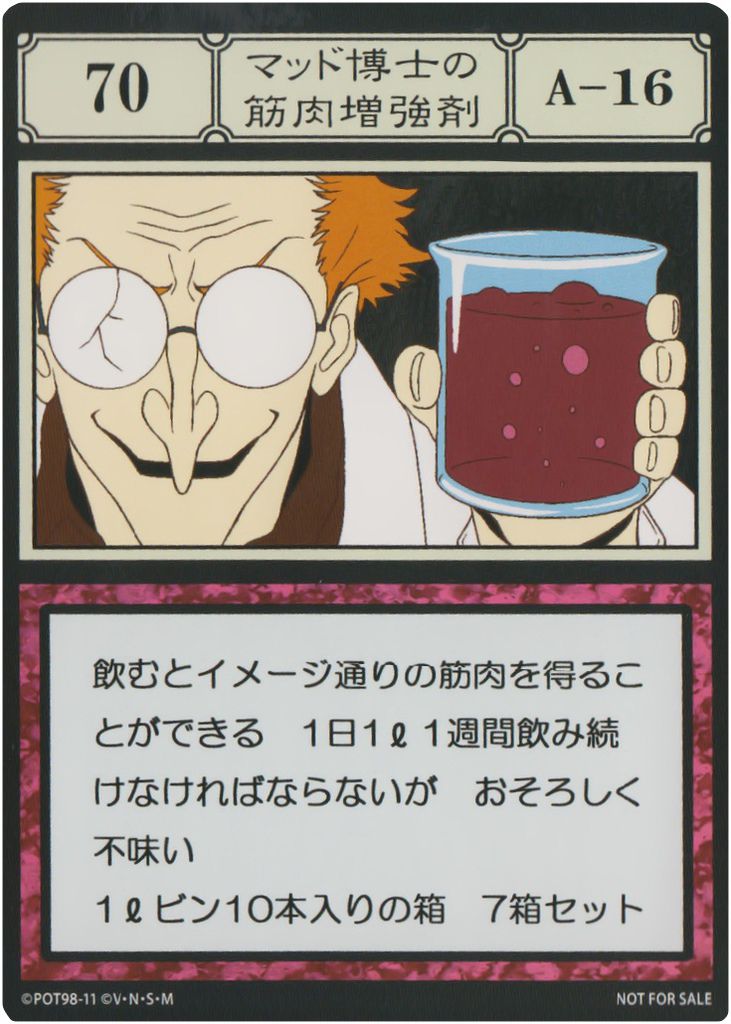 70
マッド博士の
筋肉増強剤
A-16
飲むとイメージ通りの筋肉を得るこ
とができる　1日1ℓ 1週間飲み続
けなければならないが　おそろしく
不味い
1ℓビン10本入りの箱　7箱セット
©POT98-11 ©V・N・S・M
NOT FOR SALE